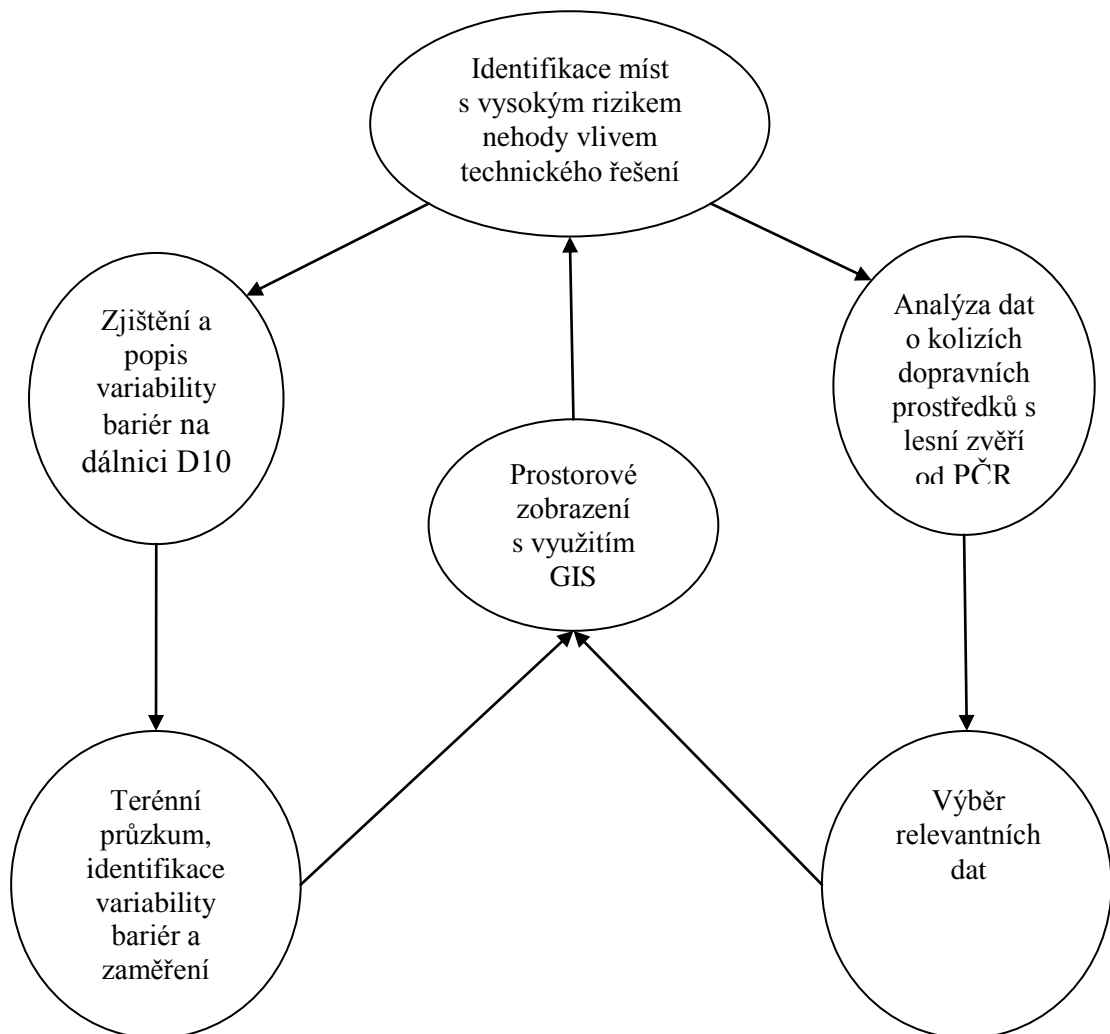 Identifikace míst
s vysokým rizikem
nehody vlivem
technického řešení
Zjištění a
popis
variability
bariér na
dálnici D10
Analýza dat
o kolizích
dopravních
prostředků s
lesní zvěří
od PČR
Prostorové
zobrazení
s využitím
GIS
Terénní
průzkum,
identifikace
variability
bariér a
zaměření
Výběr
relevantních
dat